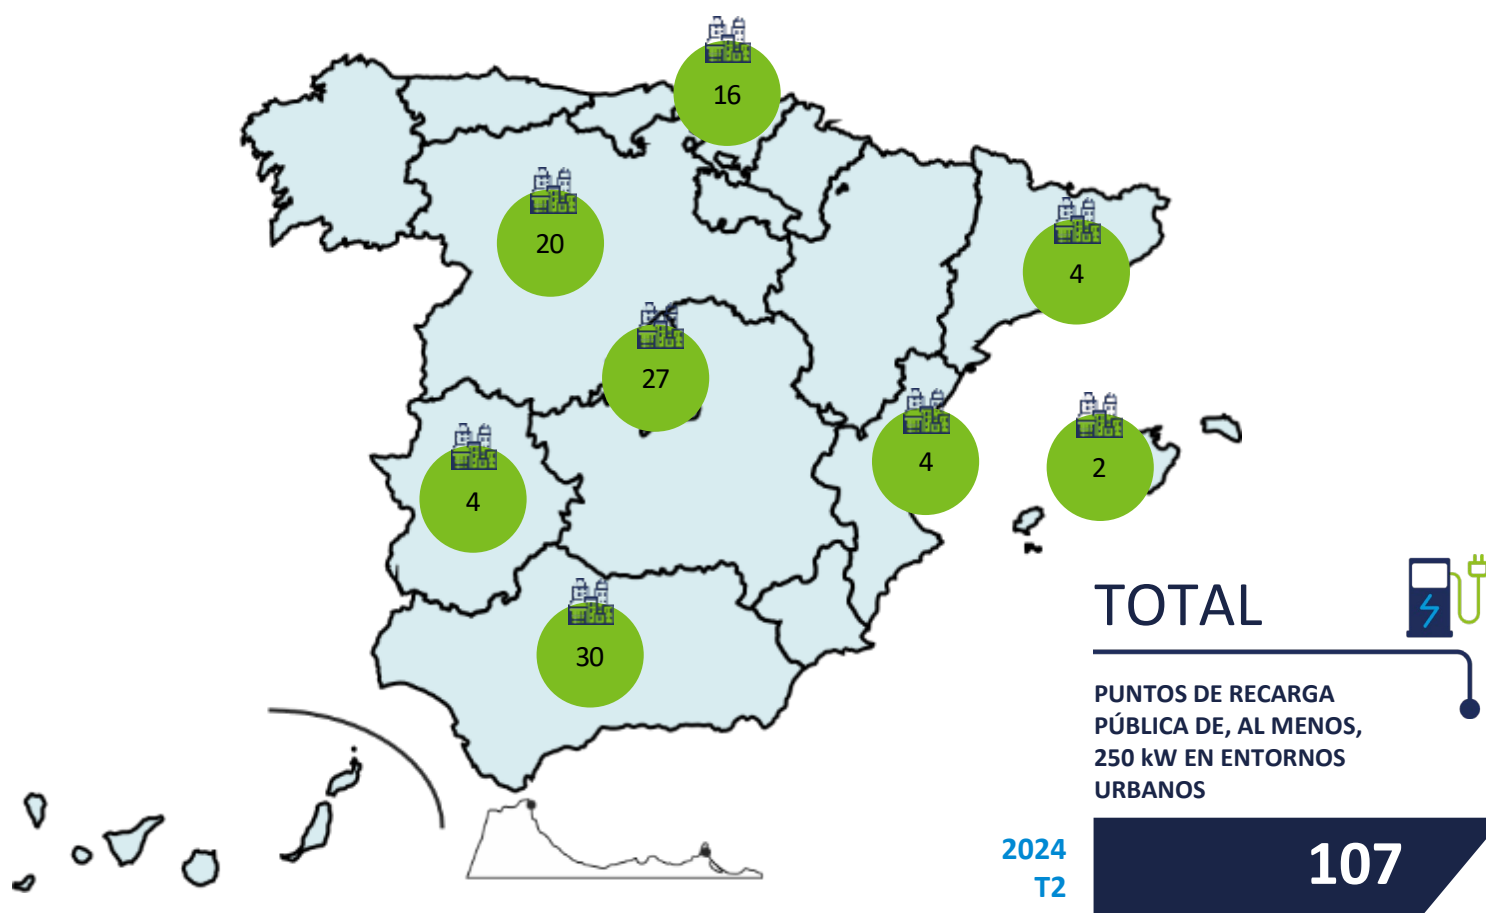 16
20
4
27
4
2
4
30
TOTAL
PUNTOS DE RECARGA
PÚBLICA DE, AL MENOS,
250 kW EN ENTORNOS
URBANOS
2024
T2
107